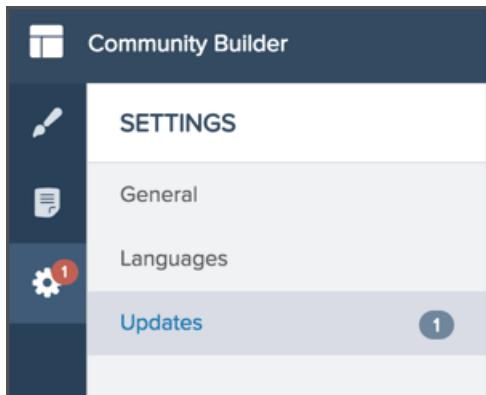 Community Builder
SETTINGS
General
Languages
1
Updates 1